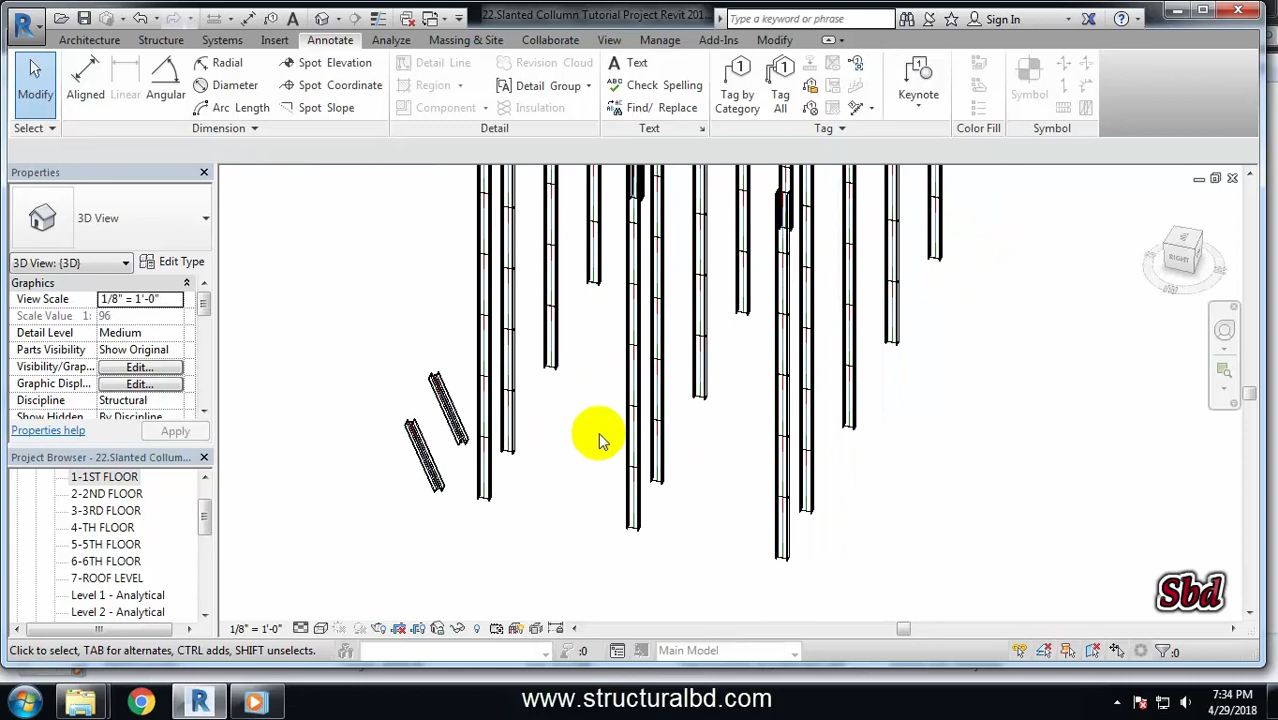 22.Slanted Collumn Tutorial Project Revit 201...
Type a keyword or phrase
Sign In
Architecture
Structure
Systems
Insert
Annotate
Analyze
Massing & Site
Collaborate
View
Manage
Add-Ins
Modify
Modify
Aligned
Linear
Angular
Radial
Diameter
Arc Length
Spot Elevation
Spot Coordinate
Spot Slope
Detail Line
Region
Component
Revision Cloud
Detail Group
Insulation
Text
Check Spelling
Find/ Replace
Tag by
Category
Tag
All
Keynote
Symbol
Select
Dimension
Detail
Text
Tag
Color Fill
Symbol
Properties
3D View
3D View: {3D}
Edit Type
Graphics
View Scale
1/8" = 1'-0"
Scale Value 1:
96
Detail Level
Medium
Parts Visibility
Show Original
Visibility/Grap...
Edit...
Graphic Displ...
Edit...
Discipline
Structural
Show Hidden
By Discipline
Properties help
Apply
Project Browser - 22.Slanted Collum...
1-1ST FLOOR
2-2ND FLOOR
3-3RD FLOOR
4-TH FLOOR
5-5TH FLOOR
6-6TH FLOOR
7-ROOF LEVEL
Level 1 - Analytical
Level 2 - Analytical
RIGHT
Sbd
1/8" = 1'-0"
Click to select, TAB for alternates, CTRL adds, SHIFT unselects.
:0
Main Model
:0
www.structuralbd.com
7:34 PM
4/29/2018